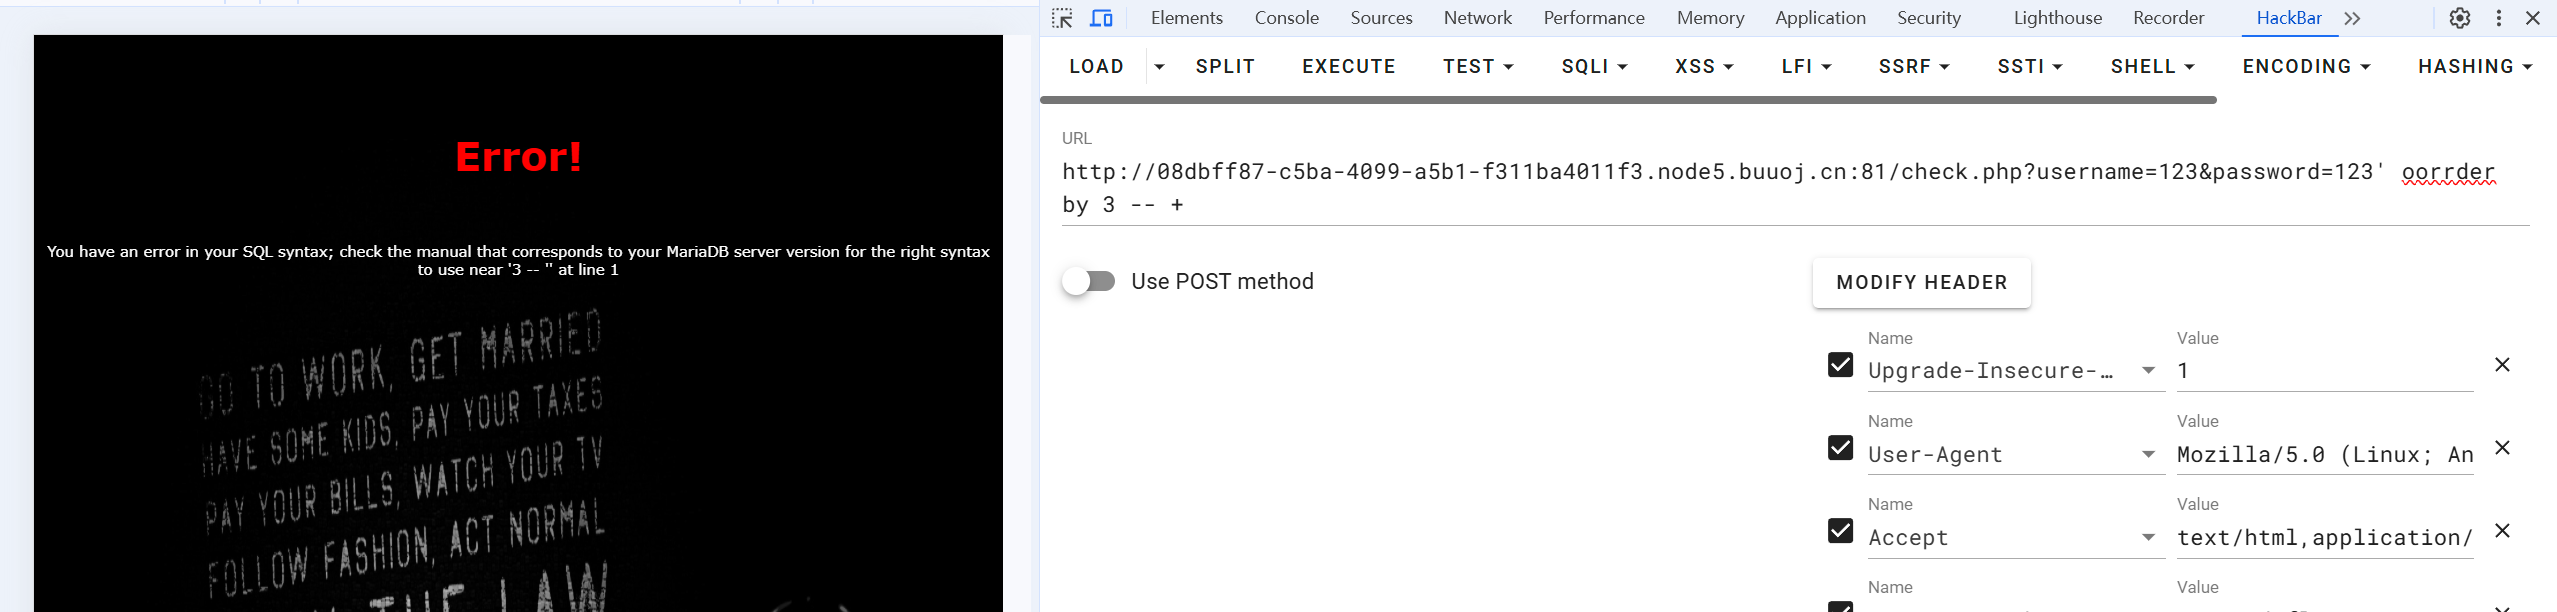 Elements Console Sources Network Performance Memory Application Security Lighthouse Recorder HackBar
LOAD SPLIT EXECUTE TEST SQLI XSS LFI SSRF SSTI SHELL ENCODING HASHING
Error!
You have an error in your SQL syntax; check the manual that corresponds to your MariaDB server version for the right syntax
to use near '3 -- '' at line 1
GO TO WORK, GET MARRIED
HAVE SOME KIDS, PAY YOUR TAXES
PAY YOUR BILLS, WATCH YOUR TV
FOLLOW FASHION, ACT NORMAL
THE LAW
URL
http://08dbff87-c5ba-4099-a5b1-f311ba4011f3.node5.buuoj.cn:81/check.php?username=123&password=123' oorrder
by 3 -- +
Use POST method
MODIFY HEADER
Name Value
Upgrade-Insecure-… 1
Name Value
User-Agent Mozilla/5.0 (Linux; An
Name Value
Accept text/html,application/
Name Value